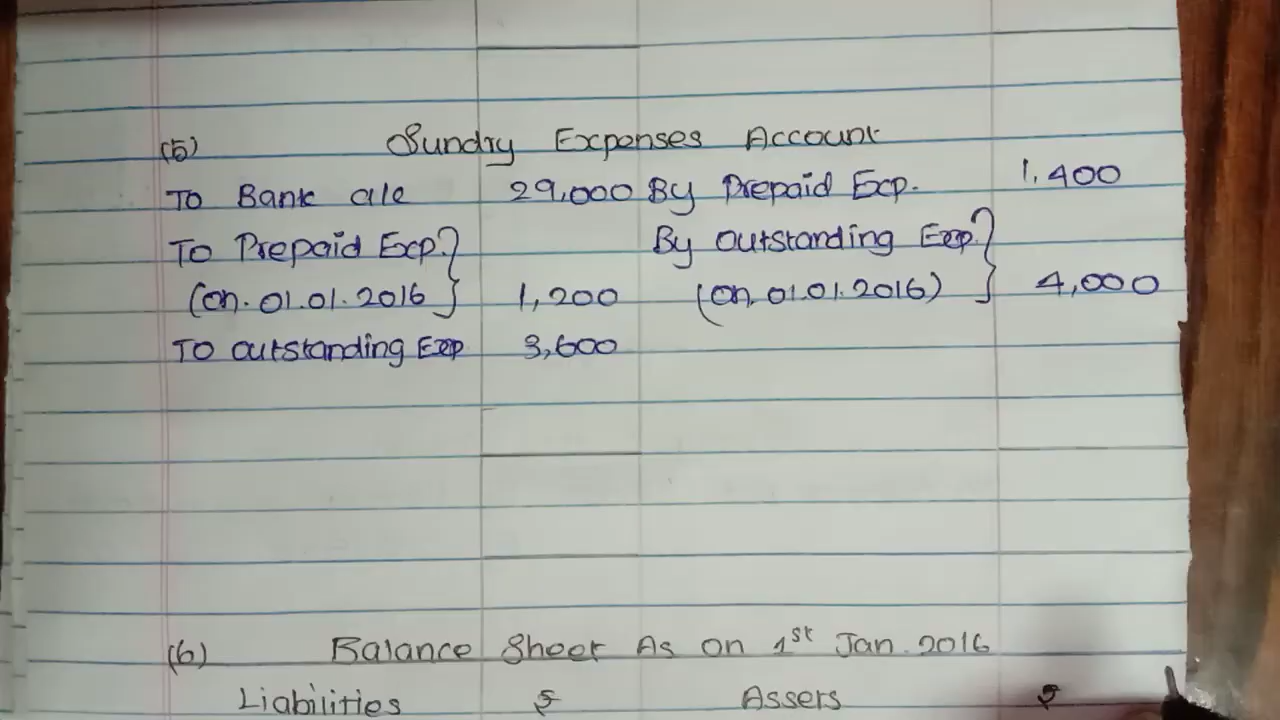 (5) Sundry Expenses Account
To Bank a/c 29,000 By Prepaid Exp. 1,400
To Prepaid Exp. By Outstanding Exp.
(on. 01.01.2016 1,200 (on, 01.01.2016) 4,000
To outstanding Exp 3,600
(6) Balance Sheet As on 1st Jan. 2016
Liabilities ₹ Assers ₹